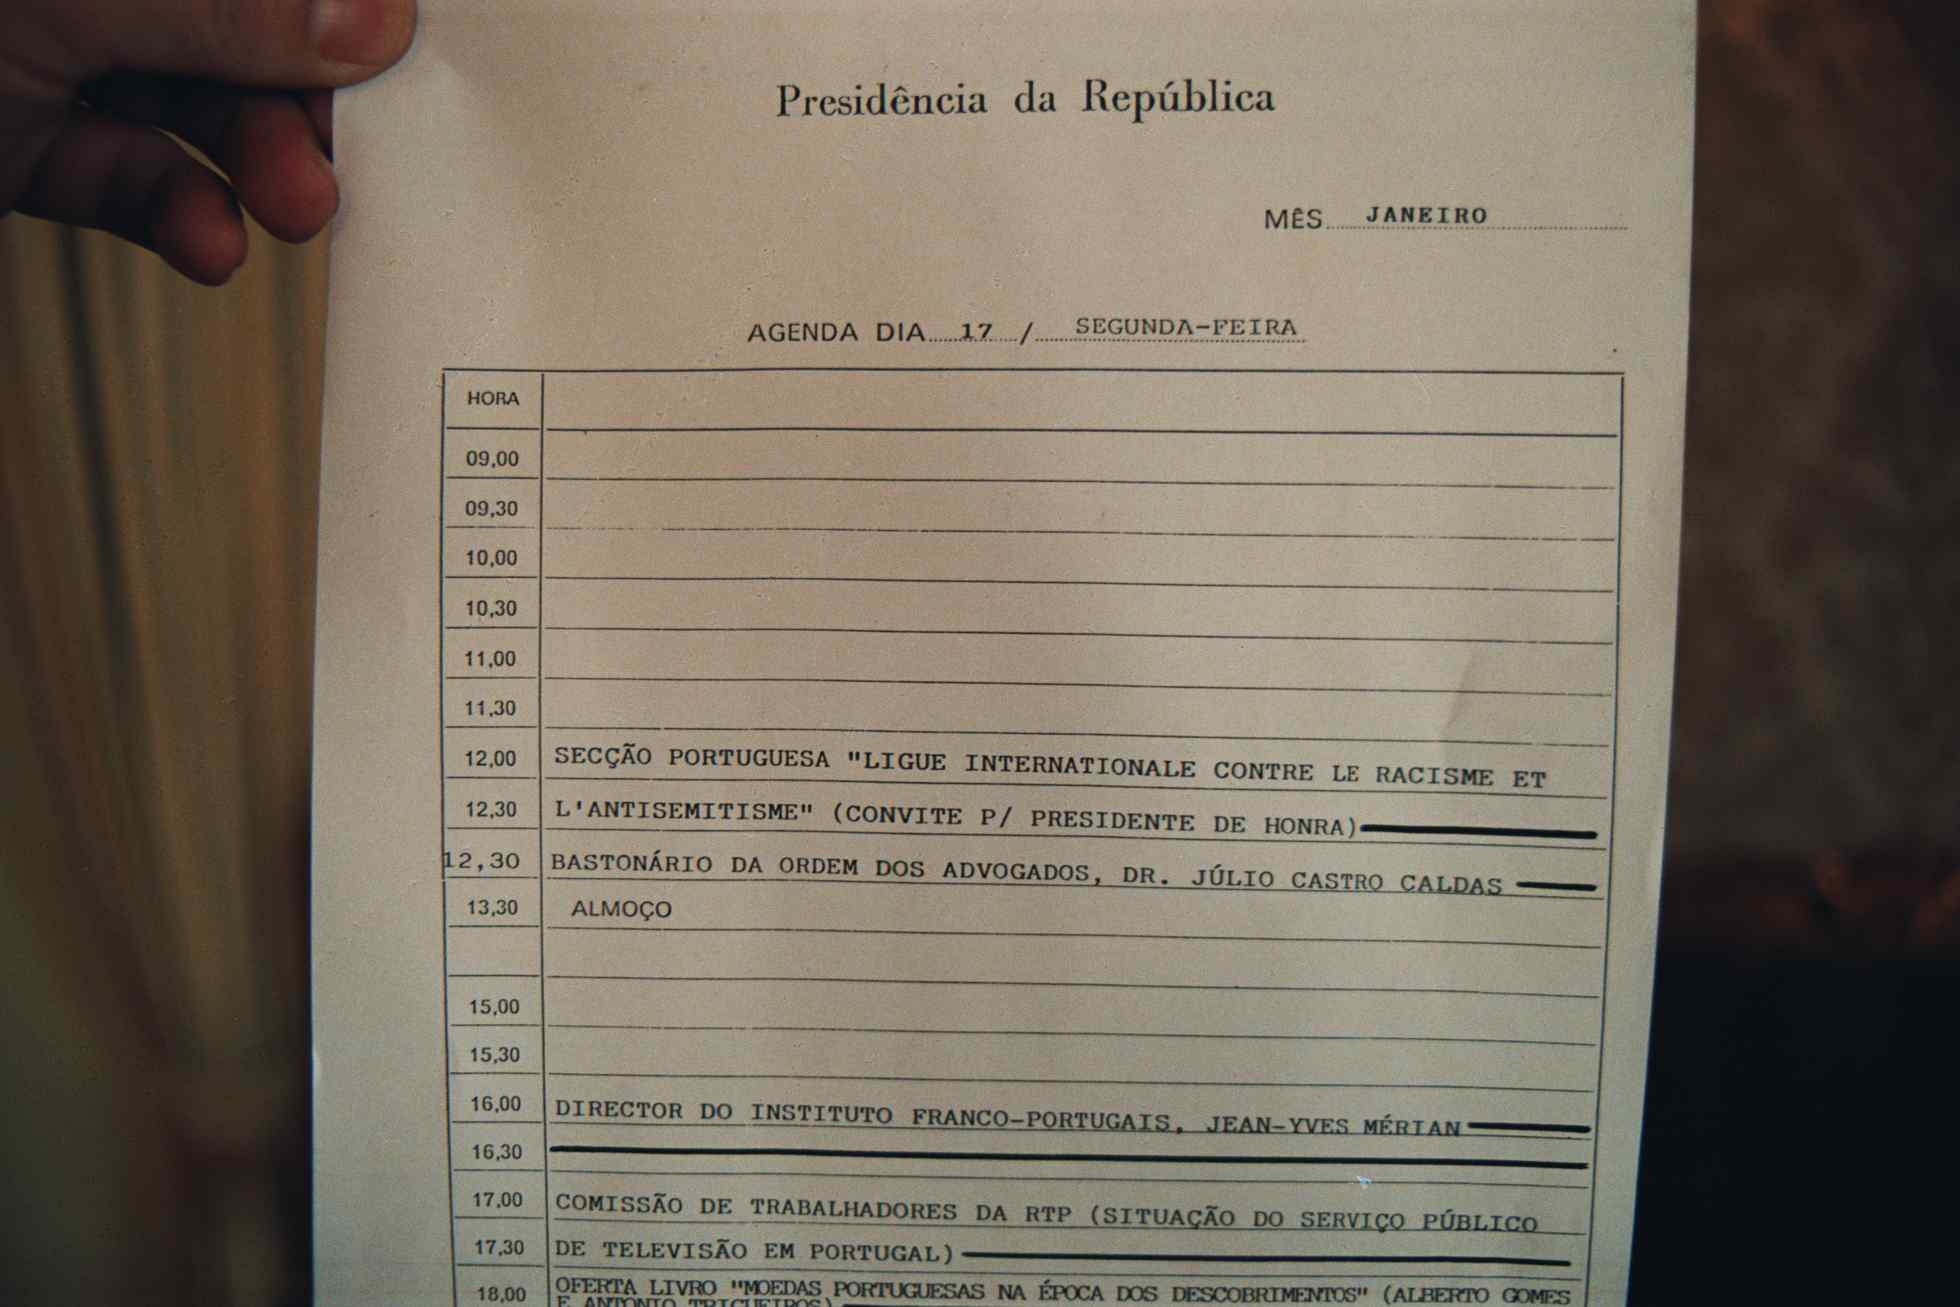 Presidência da República
MÊS JANEIRO
AGENDA DIA 17 / SEGUNDA-FEIRA
HORA
09,00
09,30
10,00
10,30
11,00
11,30
12,00 SECÇÃO PORTUGUESA "LIGUE INTERNATIONALE CONTRE LE RACISME ET
12,30 L'ANTISEMITISME" (CONVITE P/ PRESIDENTE DE HONRA)
12,30 BASTONÁRIO DA ORDEM DOS ADVOGADOS, DR. JÚLIO CASTRO CALDAS
13,30 ALMOÇO
15,00
15,30
16,00 DIRECTOR DO INSTITUTO FRANCO-PORTUGAIS, JEAN-YVES MÉRIAN
16,30
17,00 COMISSÃO DE TRABALHADORES DA RTP (SITUAÇÃO DO SERVIÇO PÚBLICO
17,30 DE TELEVISÃO EM PORTUGAL)
18,00 OFERTA LIVRO "MOEDAS PORTUGUESAS NA ÉPOCA DOS DESCOBRIMENTOS" (ALBERTO GOMES
E ANTONIO TRIGUEIROS)